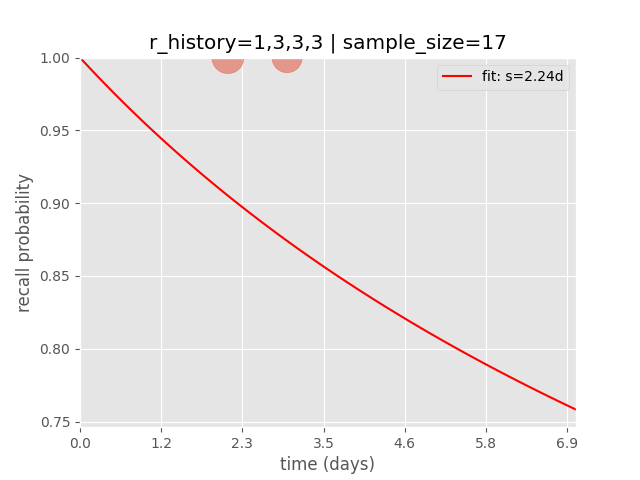 r_history=1,3,3,3 | sample_size=17
fit: s=2.24d
recall probability
1.00
0.95
0.90
0.85
0.80
0.75
0.0 1.2 2.3 3.5 4.6 5.8 6.9
time (days)